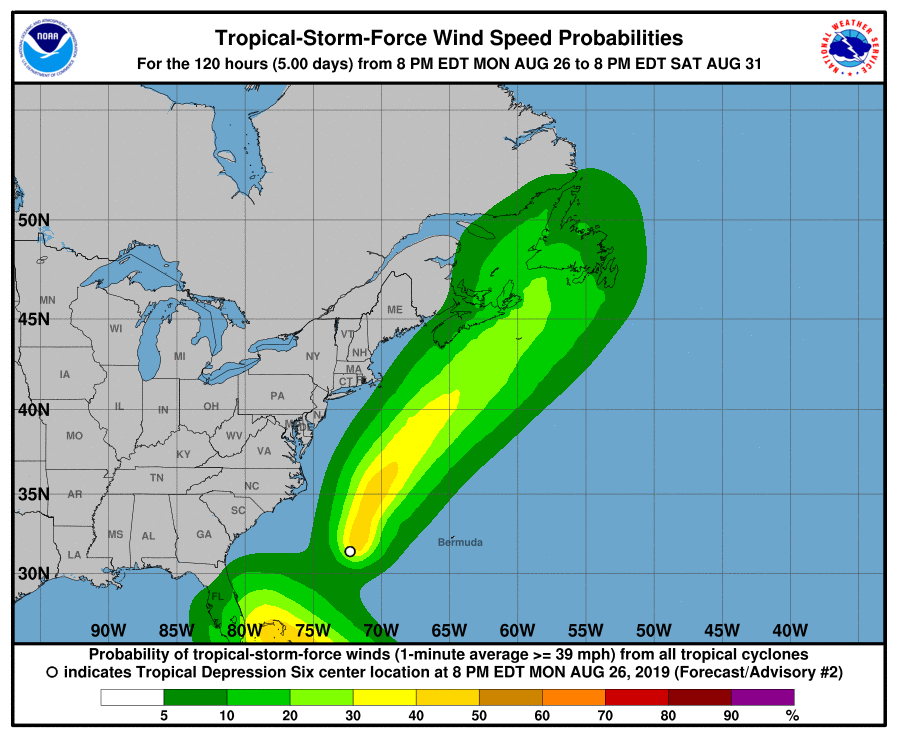 NOAA
NATIONAL WEATHER SERVICE
Tropical-Storm-Force Wind Speed Probabilities
For the 120 hours (5.00 days) from 8 PM EDT MON AUG 26 to 8 PM EDT SAT AUG 31
50N
MN
ME
45N
WI
VT
MI
NY
NH
MA
IA
CT
PA
40N
IL
IN
OH
N
MO
WV
VA
KY
TN
NC
35N
AR
SC
MS
AL
GA
Bermuda
LA
30N
FL
90W
85W
80W
75W
70W
65W
60W
55W
50W
45W
40W
Probability of tropical-storm-force winds (1-minute average >= 39 mph) from all tropical cyclones
indicates Tropical Depression Six center location at 8 PM EDT MON AUG 26, 2019 (Forecast/Advisory #2)
5 10 20 30 40 50 60 70 80 90 %